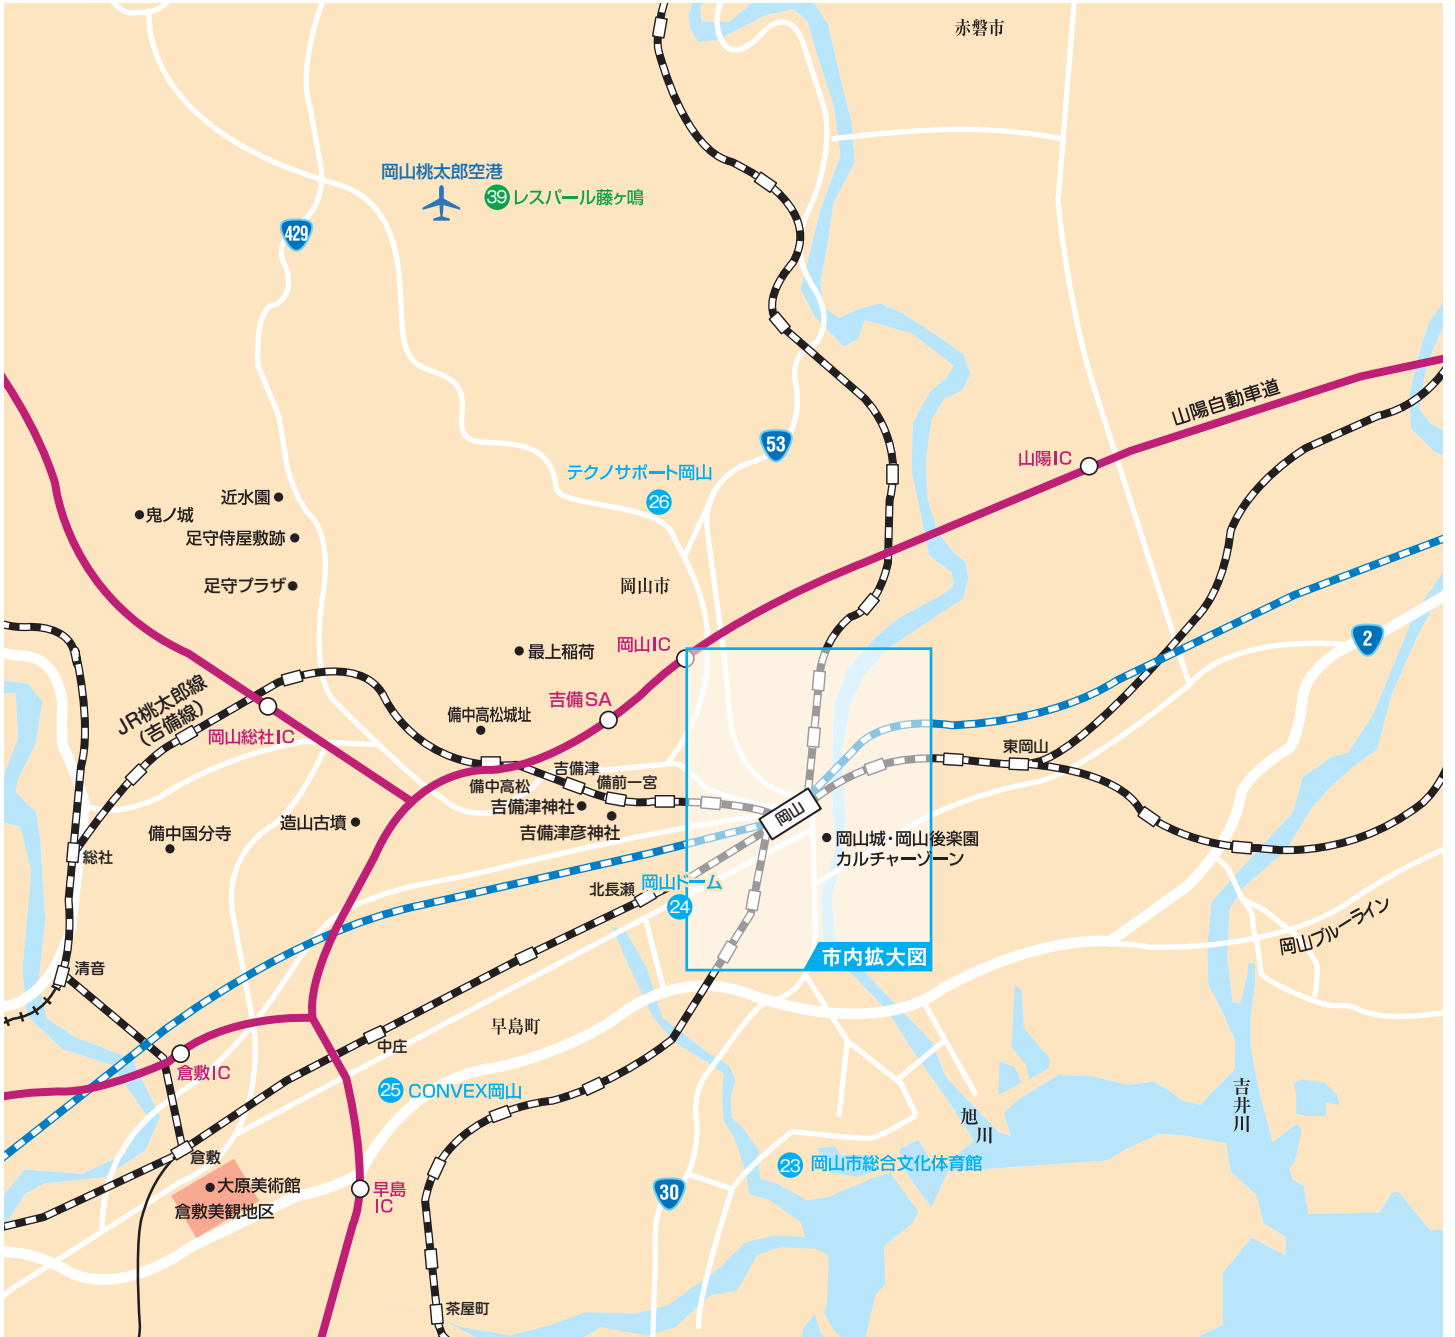 赤磐市
岡山桃太郎空港
39 レスパール藤ヶ鳴
429
山陽自動車道
53
山陽IC
テクノサポート岡山
26
近水園
鬼ノ城
足守侍屋敷跡
足守プラザ
岡山市
2
岡山IC
最上稲荷
吉備SA
JR桃太郎線
(吉備線)
岡山総社IC
備中高松城址
東岡山
吉備津
備前一宮
備中高松
吉備津神社
吉備津彦神社
岡山
造山古墳
備中国分寺
総社
岡山城・岡山後楽園
カルチャーゾーン
岡山ドーム
24
北長瀬
岡山ブルーライン
市内拡大図
清音
早島町
中庄
倉敷IC
25 CONVEX岡山
吉井川
旭川
倉敷
23 岡山市総合文化体育館
大原美術館
倉敷美観地区
早島
IC
30
茶屋町